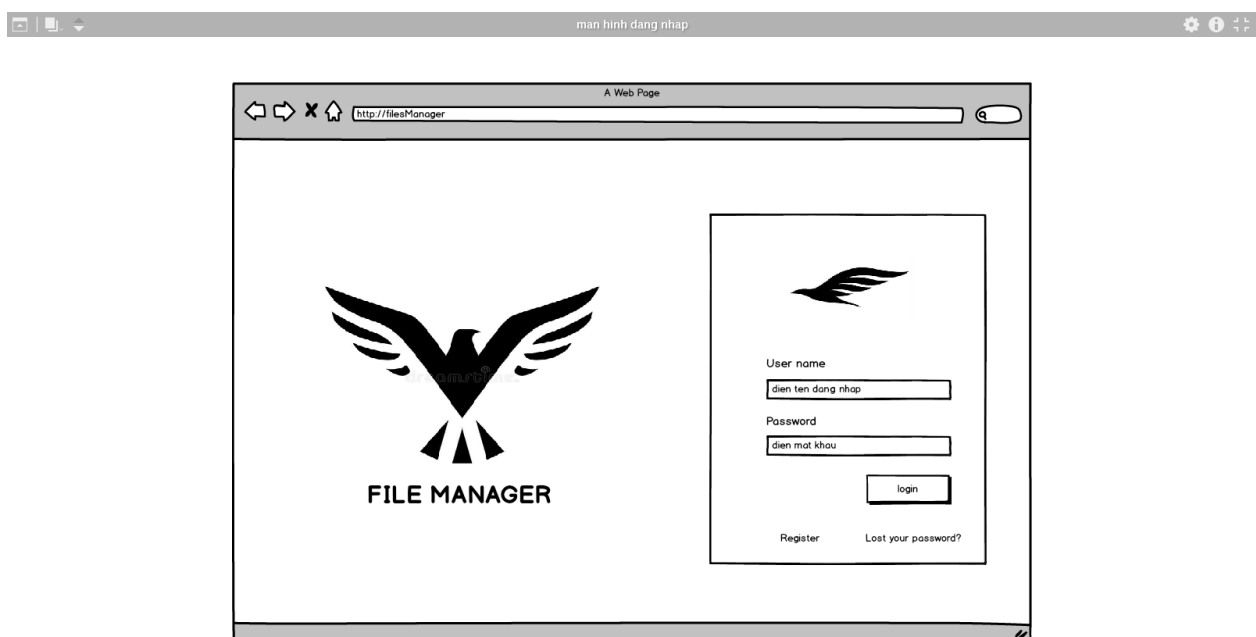 man hinh dang nhap
A Web Page
http://filesManager
dreamstime
User name
dien ten dang nhap
Password
dien mat khau
login
FILE MANAGER
Register
Lost your password?